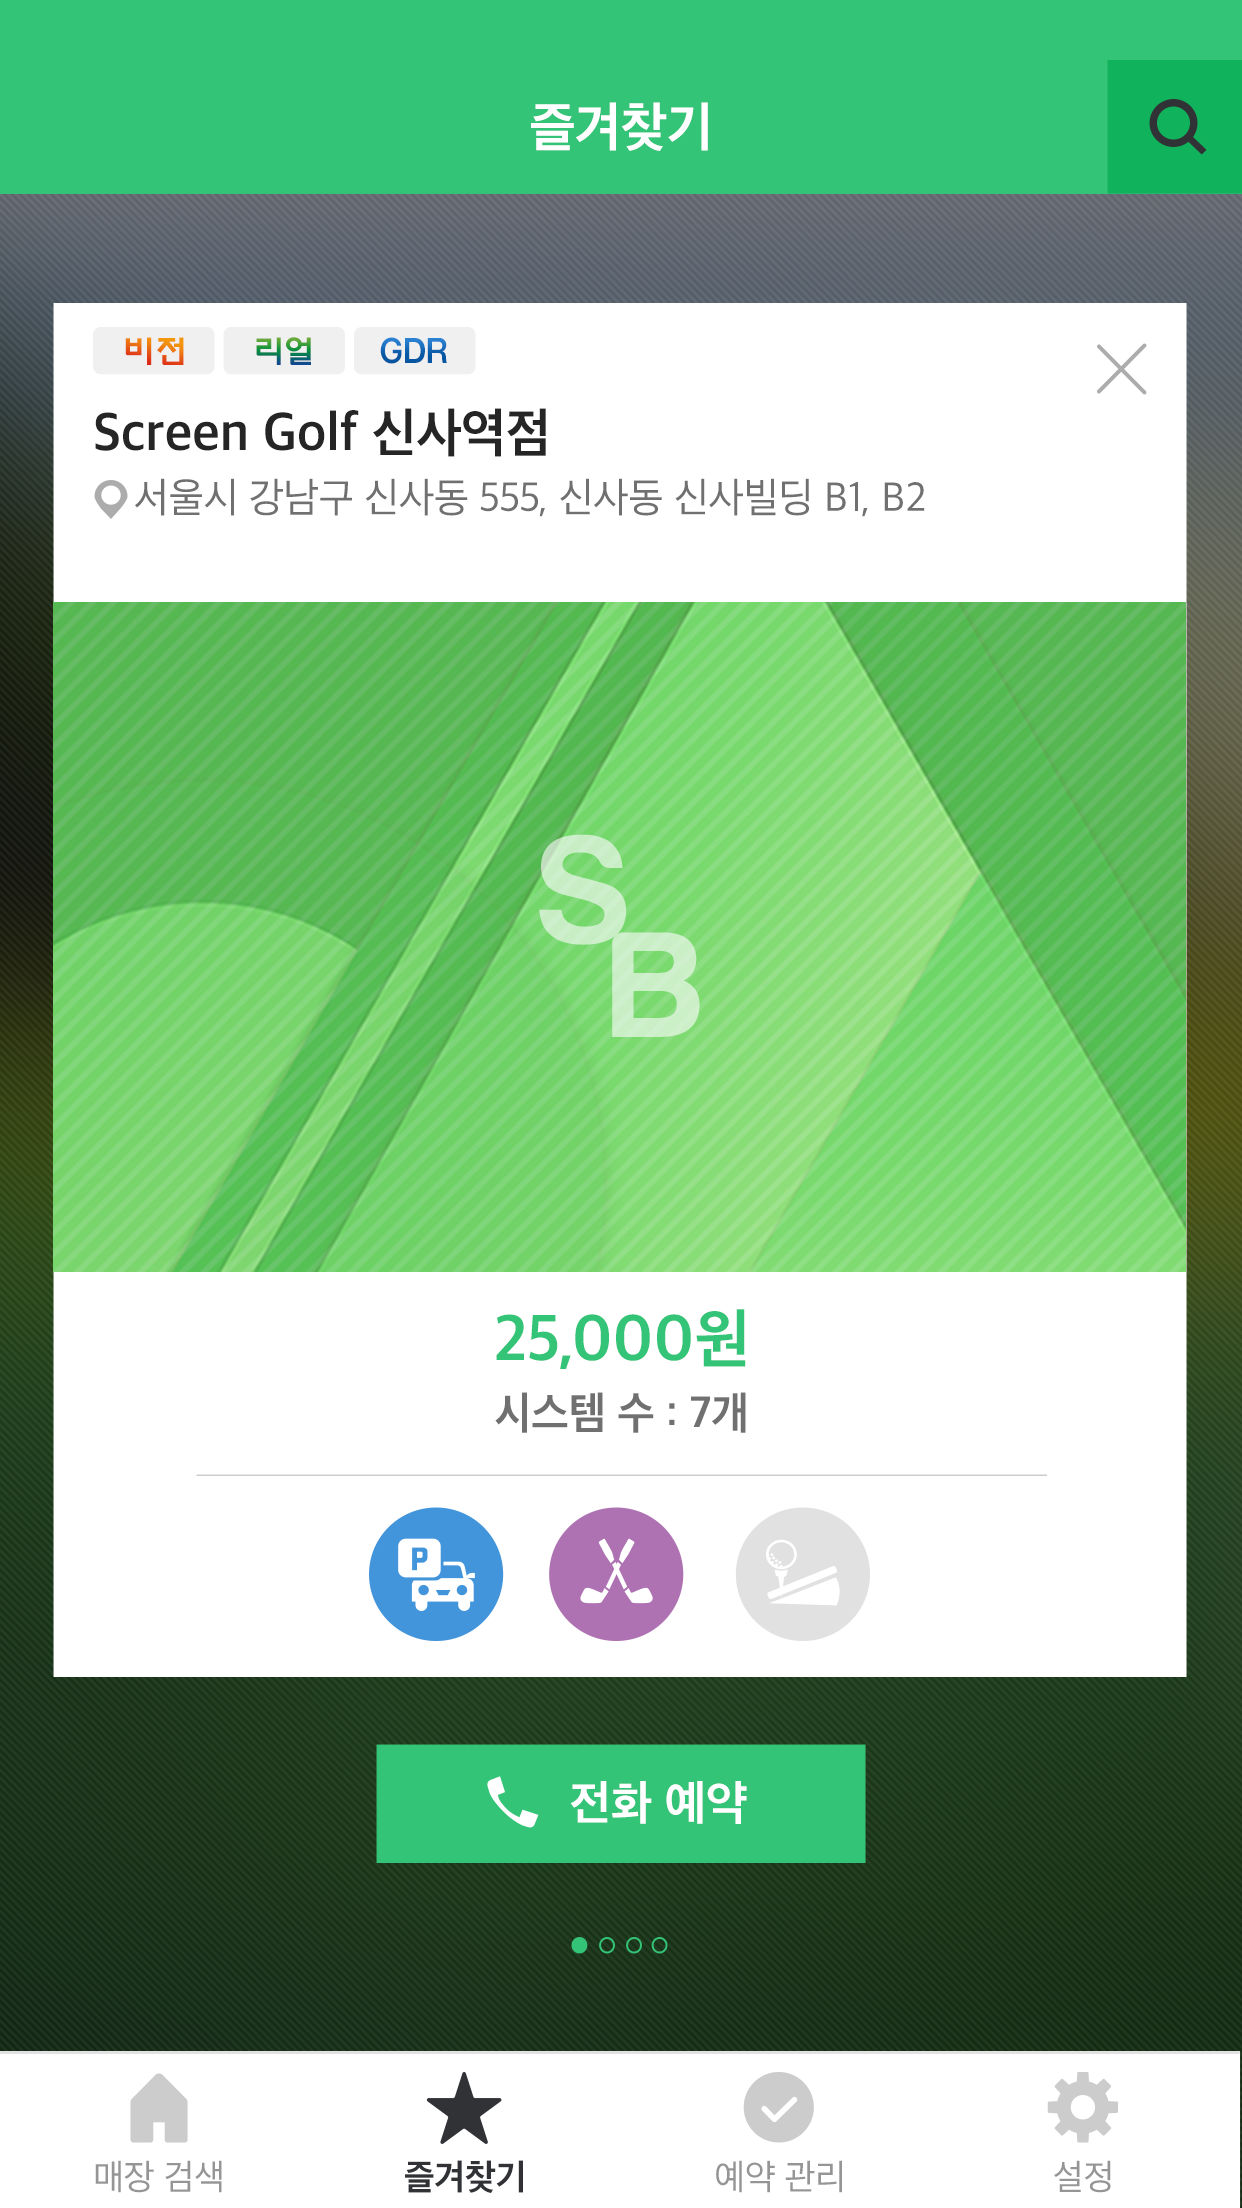 즐겨찾기
비전 리얼 GDR
Screen Golf 신사역점
서울시 강남구 신사동 555, 신사동 신사빌딩 B1, B2
S
B
25,000원
시스템 수 : 7개
P
전화 예약
매장 검색 즐겨찾기 예약 관리 설정